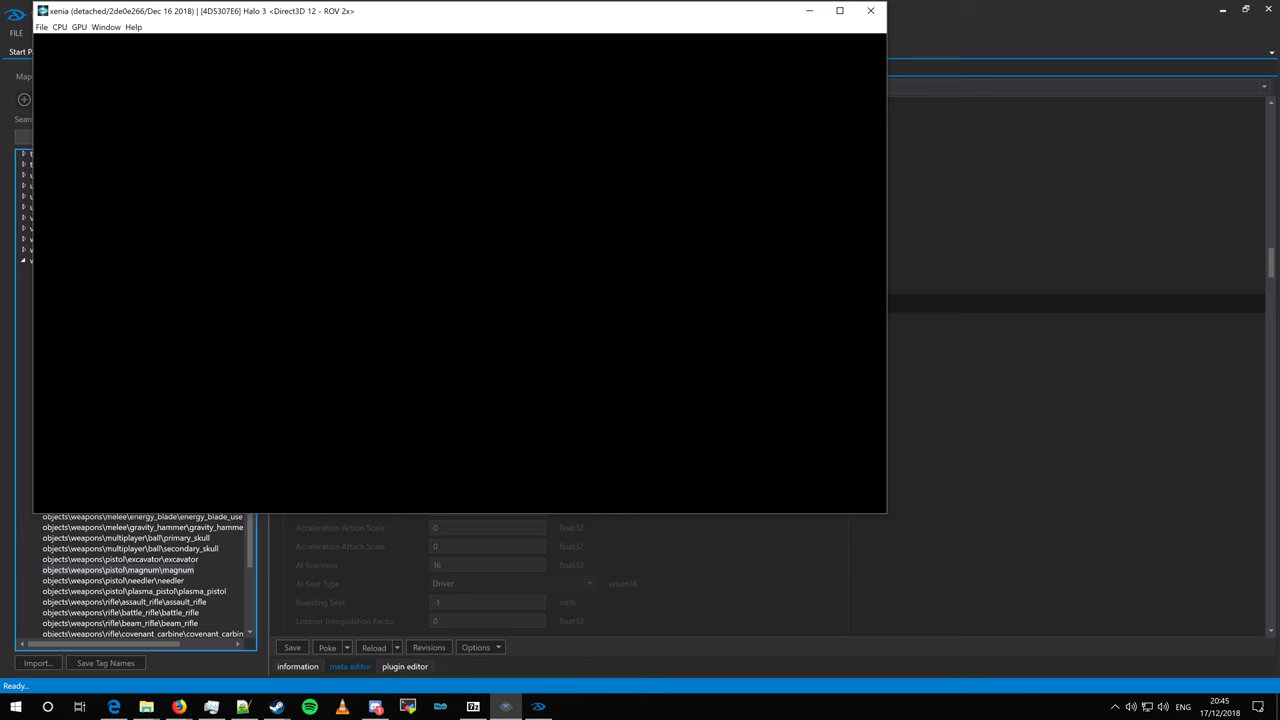 xenia (detached/2de0e266/Dec 16 2018) | [4D5307E6] Halo 3 <Direct3D 12 - ROV 2x>
File CPU GPU Window Help
FILE
Start P
Map
Sear
objects\weapons\melee\energy_blade\energy_blade_use
objects\weapons\melee\gravity_hammer\gravity_hamme
objects\weapons\multiplayer\ball\primary_skull
objects\weapons\multiplayer\ball\secondary_skull
objects\weapons\pistol\excavator\excavator
objects\weapons\pistol\magnum\magnum
objects\weapons\pistol\needler\needler
objects\weapons\pistol\plasma_pistol\plasma_pistol
objects\weapons\rifle\assault_rifle\assault_rifle
objects\weapons\rifle\battle_rifle\battle_rifle
objects\weapons\rifle\beam_rifle\beam_rifle
objects\weapons\rifle\covenant_carbine\covenant_carbin
Import... Save Tag Names
Acceleration Action Scale 0 float32
Acceleration Attach Scale 0 float32
AI Scariness 16 float32
AI Seat Type Driver enum16
Boarding Seat -1 int16
Listener Interpolation Factor 0 float32
Save Poke Reload Revisions Options
information meta editor plugin editor
Ready...
ENG
20:45
17/12/2018